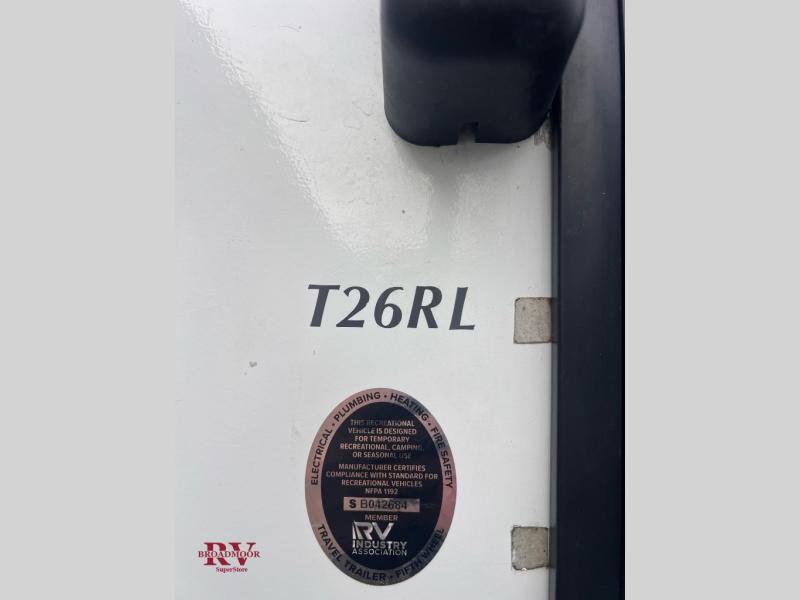 T26RL
ELECTRICAL • PLUMBING • HEATING • FIRE SAFETY
THIS RECREATIONAL
VEHICLE IS DESIGNED
FOR TEMPORARY
RECREATIONAL, CAMPING,
OR SEASONAL USE
MANUFACTURER CERTIFIES
COMPLIANCE WITH STANDARD FOR
RECREATIONAL VEHICLES
NFPA 1192
S B042684
MEMBER
RV
INDUSTRY
ASSOCIATION
TRAVEL TRAILER • FIFTH WHEEL
RV
BROADMOOR
SuperStore